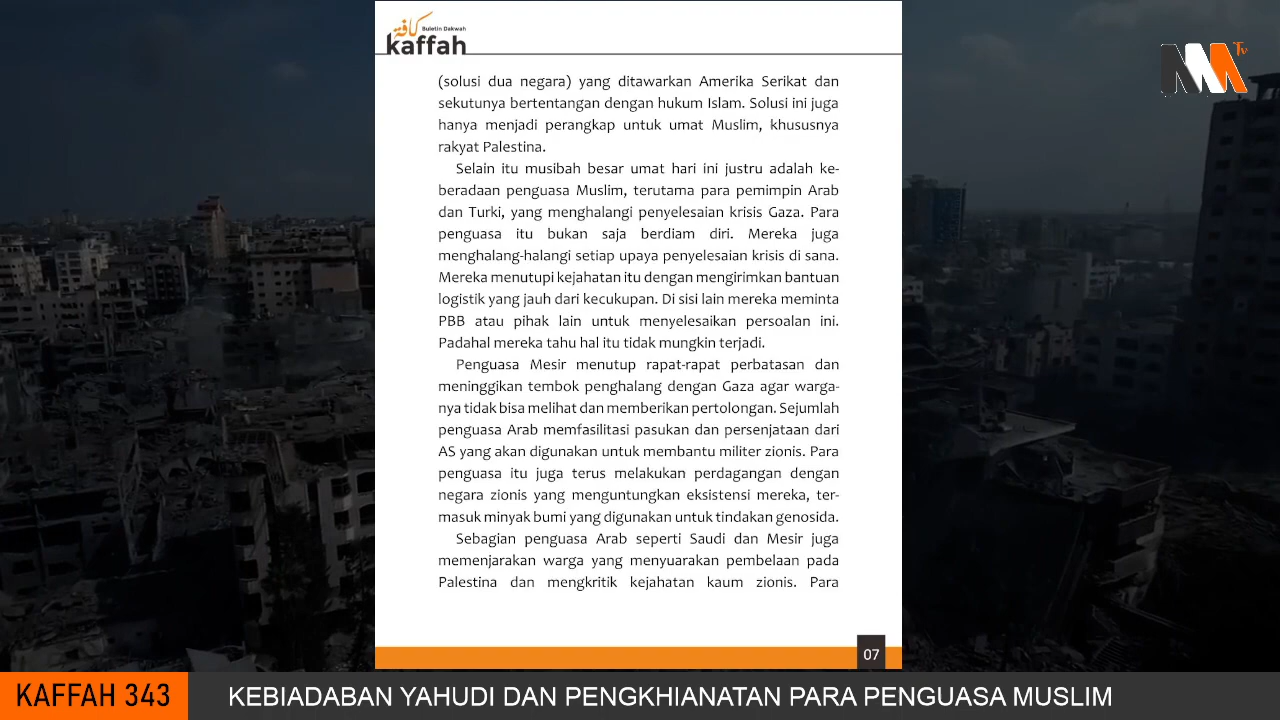 كافة
Buletin Dakwah
kaffah
Tv
(solusi dua negara) yang ditawarkan Amerika Serikat dan
sekutunya bertentangan dengan hukum Islam. Solusi ini juga
hanya menjadi perangkap untuk umat Muslim, khususnya
rakyat Palestina.
Selain itu musibah besar umat hari ini justru adalah ke-
beradaan penguasa Muslim, terutama para pemimpin Arab
dan Turki, yang menghalangi penyelesaian krisis Gaza. Para
penguasa itu bukan saja berdiam diri. Mereka juga
menghalang-halangi setiap upaya penyelesaian krisis di sana.
Mereka menutupi kejahatan itu dengan mengirimkan bantuan
logistik yang jauh dari kecukupan. Di sisi lain mereka meminta
PBB atau pihak lain untuk menyelesaikan persoalan ini.
Padahal mereka tahu hal itu tidak mungkin terjadi.
Penguasa Mesir menutup rapat-rapat perbatasan dan
meninggikan tembok penghalang dengan Gaza agar warga-
nya tidak bisa melihat dan memberikan pertolongan. Sejumlah
penguasa Arab memfasilitasi pasukan dan persenjataan dari
AS yang akan digunakan untuk membantu militer zionis. Para
penguasa itu juga terus melakukan perdagangan dengan
negara zionis yang menguntungkan eksistensi mereka, ter-
masuk minyak bumi yang digunakan untuk tindakan genosida.
Sebagian penguasa Arab seperti Saudi dan Mesir juga
memenjarakan warga yang menyuarakan pembelaan pada
Palestina dan mengkritik kejahatan kaum zionis. Para
07
KAFFAH 343
KEBIADABAN YAHUDI DAN PENGKHIANATAN PARA PENGUASA MUSLIM